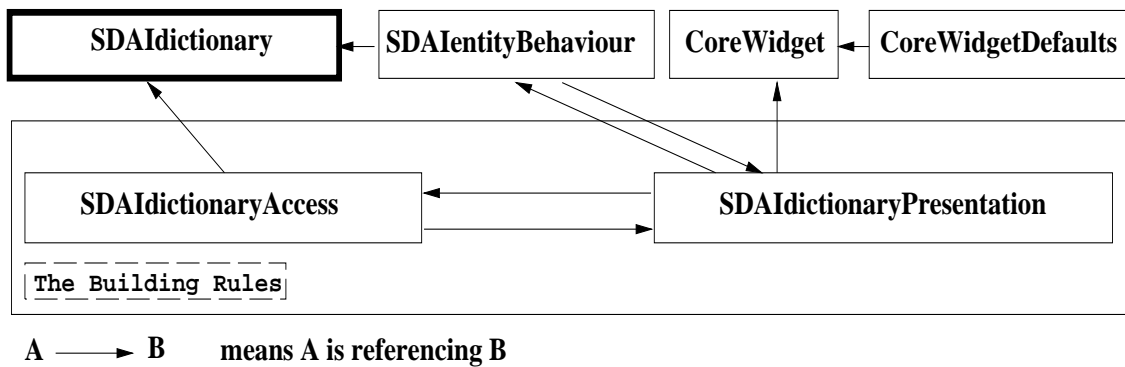 SDAIdictionary SDAIentityBehaviour CoreWidget CoreWidgetDefaults
SDAIdictionaryAccess SDAIdictionaryPresentation
The Building Rules
A B means A is referencing B